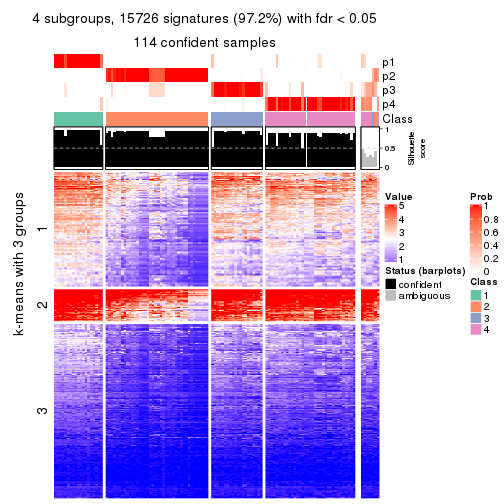 4 subgroups, 15726 signatures (97.2%) with fdr < 0.05
114 confident samples
p1
p2
p3
p4
Class
1
0.5
0
Silhouette
score
k-means with 3 groups
1
2
3
Value
5
4
3
2
1
Status (barplots)
confident
ambiguous
Prob
1
0.8
0.6
0.4
0.2
0
Class
1
2
3
4